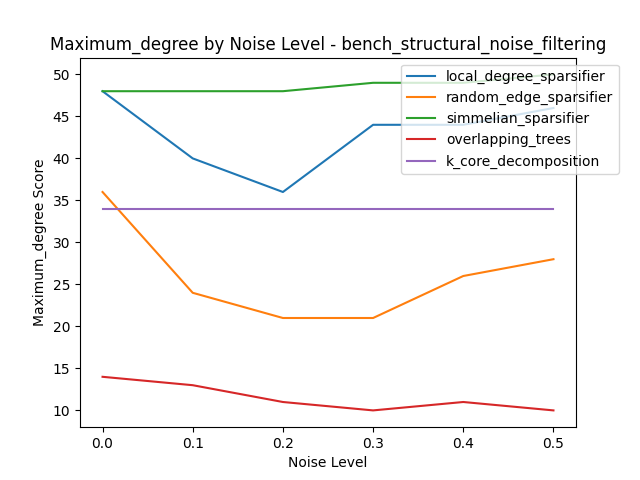 Maximum_degree by Noise Level - bench_structural_noise_filtering
50
45
40
35
30
25
20
15
10
Maximum_degree Score
local_degree_sparsifier
random_edge_sparsifier
simmelian_sparsifier
overlapping_trees
k_core_decomposition
0.0 0.1 0.2 0.3 0.4 0.5
Noise Level